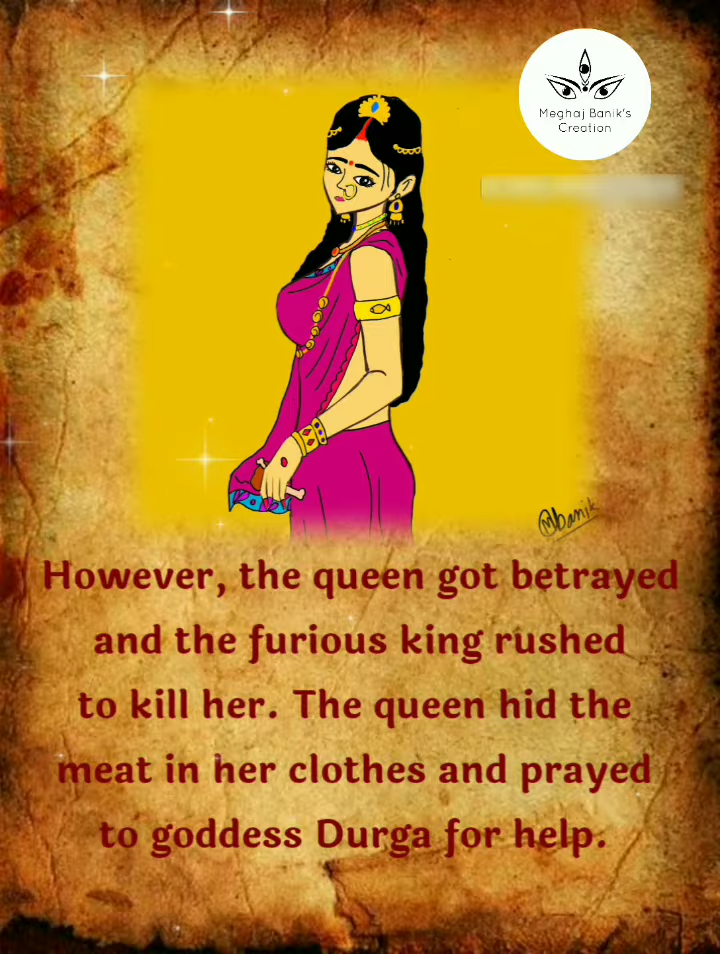 Meghaj Banik's
Creation
@banik
However, the queen got betrayed
and the furious king rushed
to kill her. The queen hid the
meat in her clothes and prayed
to goddess Durga for help.